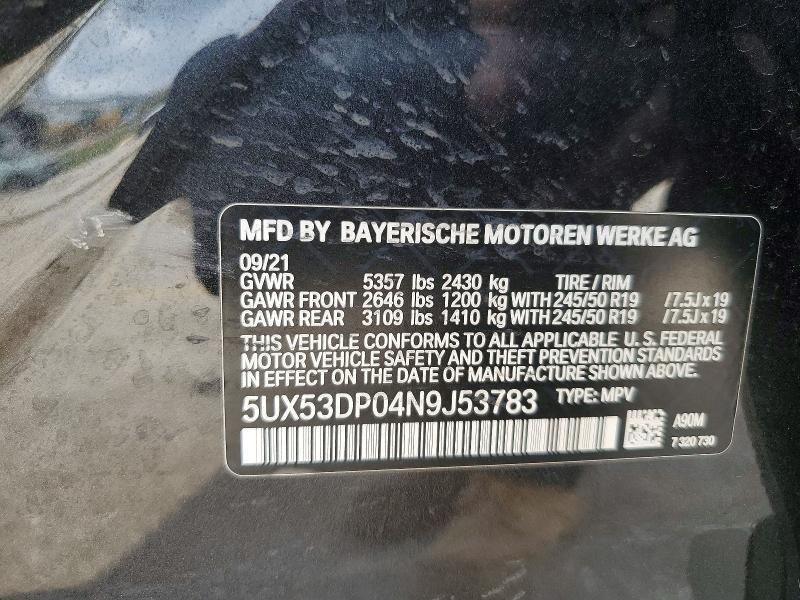 MFD BY BAYERISCHE MOTOREN WERKE AG
09/21
GVWR 5357 lbs 2430 kg TIRE / RIM
GAWR FRONT 2646 lbs 1200 kg WITH 245/50 R19 /7.5J x 19
GAWR REAR 3109 lbs 1410 kg WITH 245/50 R19 /7.5J x 19
THIS VEHICLE CONFORMS TO ALL APPLICABLE U. S. FEDERAL
MOTOR VEHICLE SAFETY AND THEFT PREVENTION STANDARDS
IN EFFECT ON THE DATE OF MANUFACTURE SHOWN ABOVE.
5UX53DP04N9J53783 TYPE: MPV
A90M
7 320 730